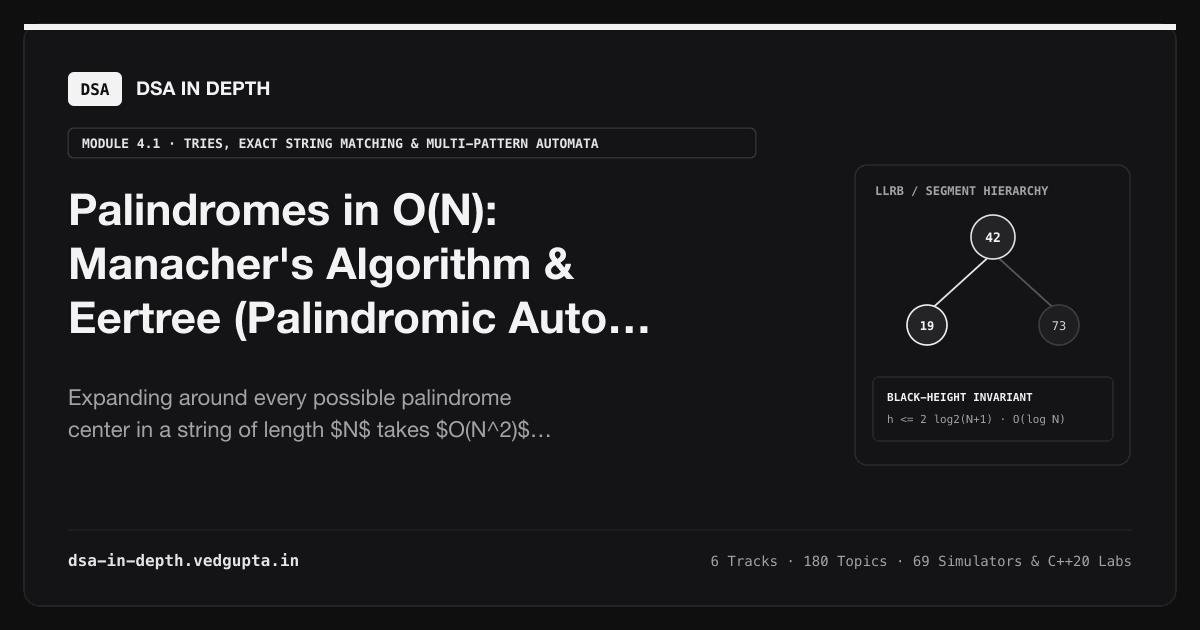 DSA
DSA IN DEPTH
MODULE 4.1 · TRIES, EXACT STRING MATCHING & MULTI-PATTERN AUTOMATA
Palindromes in O(N):
Manacher's Algorithm &
Eertree (Palindromic Auto...
Expanding around every possible palindrome
center in a string of length $N$ takes $O(N^2)$...
LLRB / SEGMENT HIERARCHY
42
19
73
BLACK-HEIGHT INVARIANT
h <= 2 log2(N+1) · O(log N)
dsa-in-depth.vedgupta.in
6 Tracks · 180 Topics · 69 Simulators & C++20 Labs